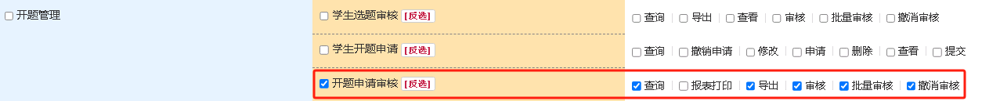 开题管理 学生选题审核 [反选] 查询 导出 查看 审核 批量审核 撤消审核
学生开题申请 [反选] 查询 撤销申请 修改 申请 删除 查看 提交
开题申请审核 [反选] 查询 报表打印 导出 审核 批量审核 撤消审核